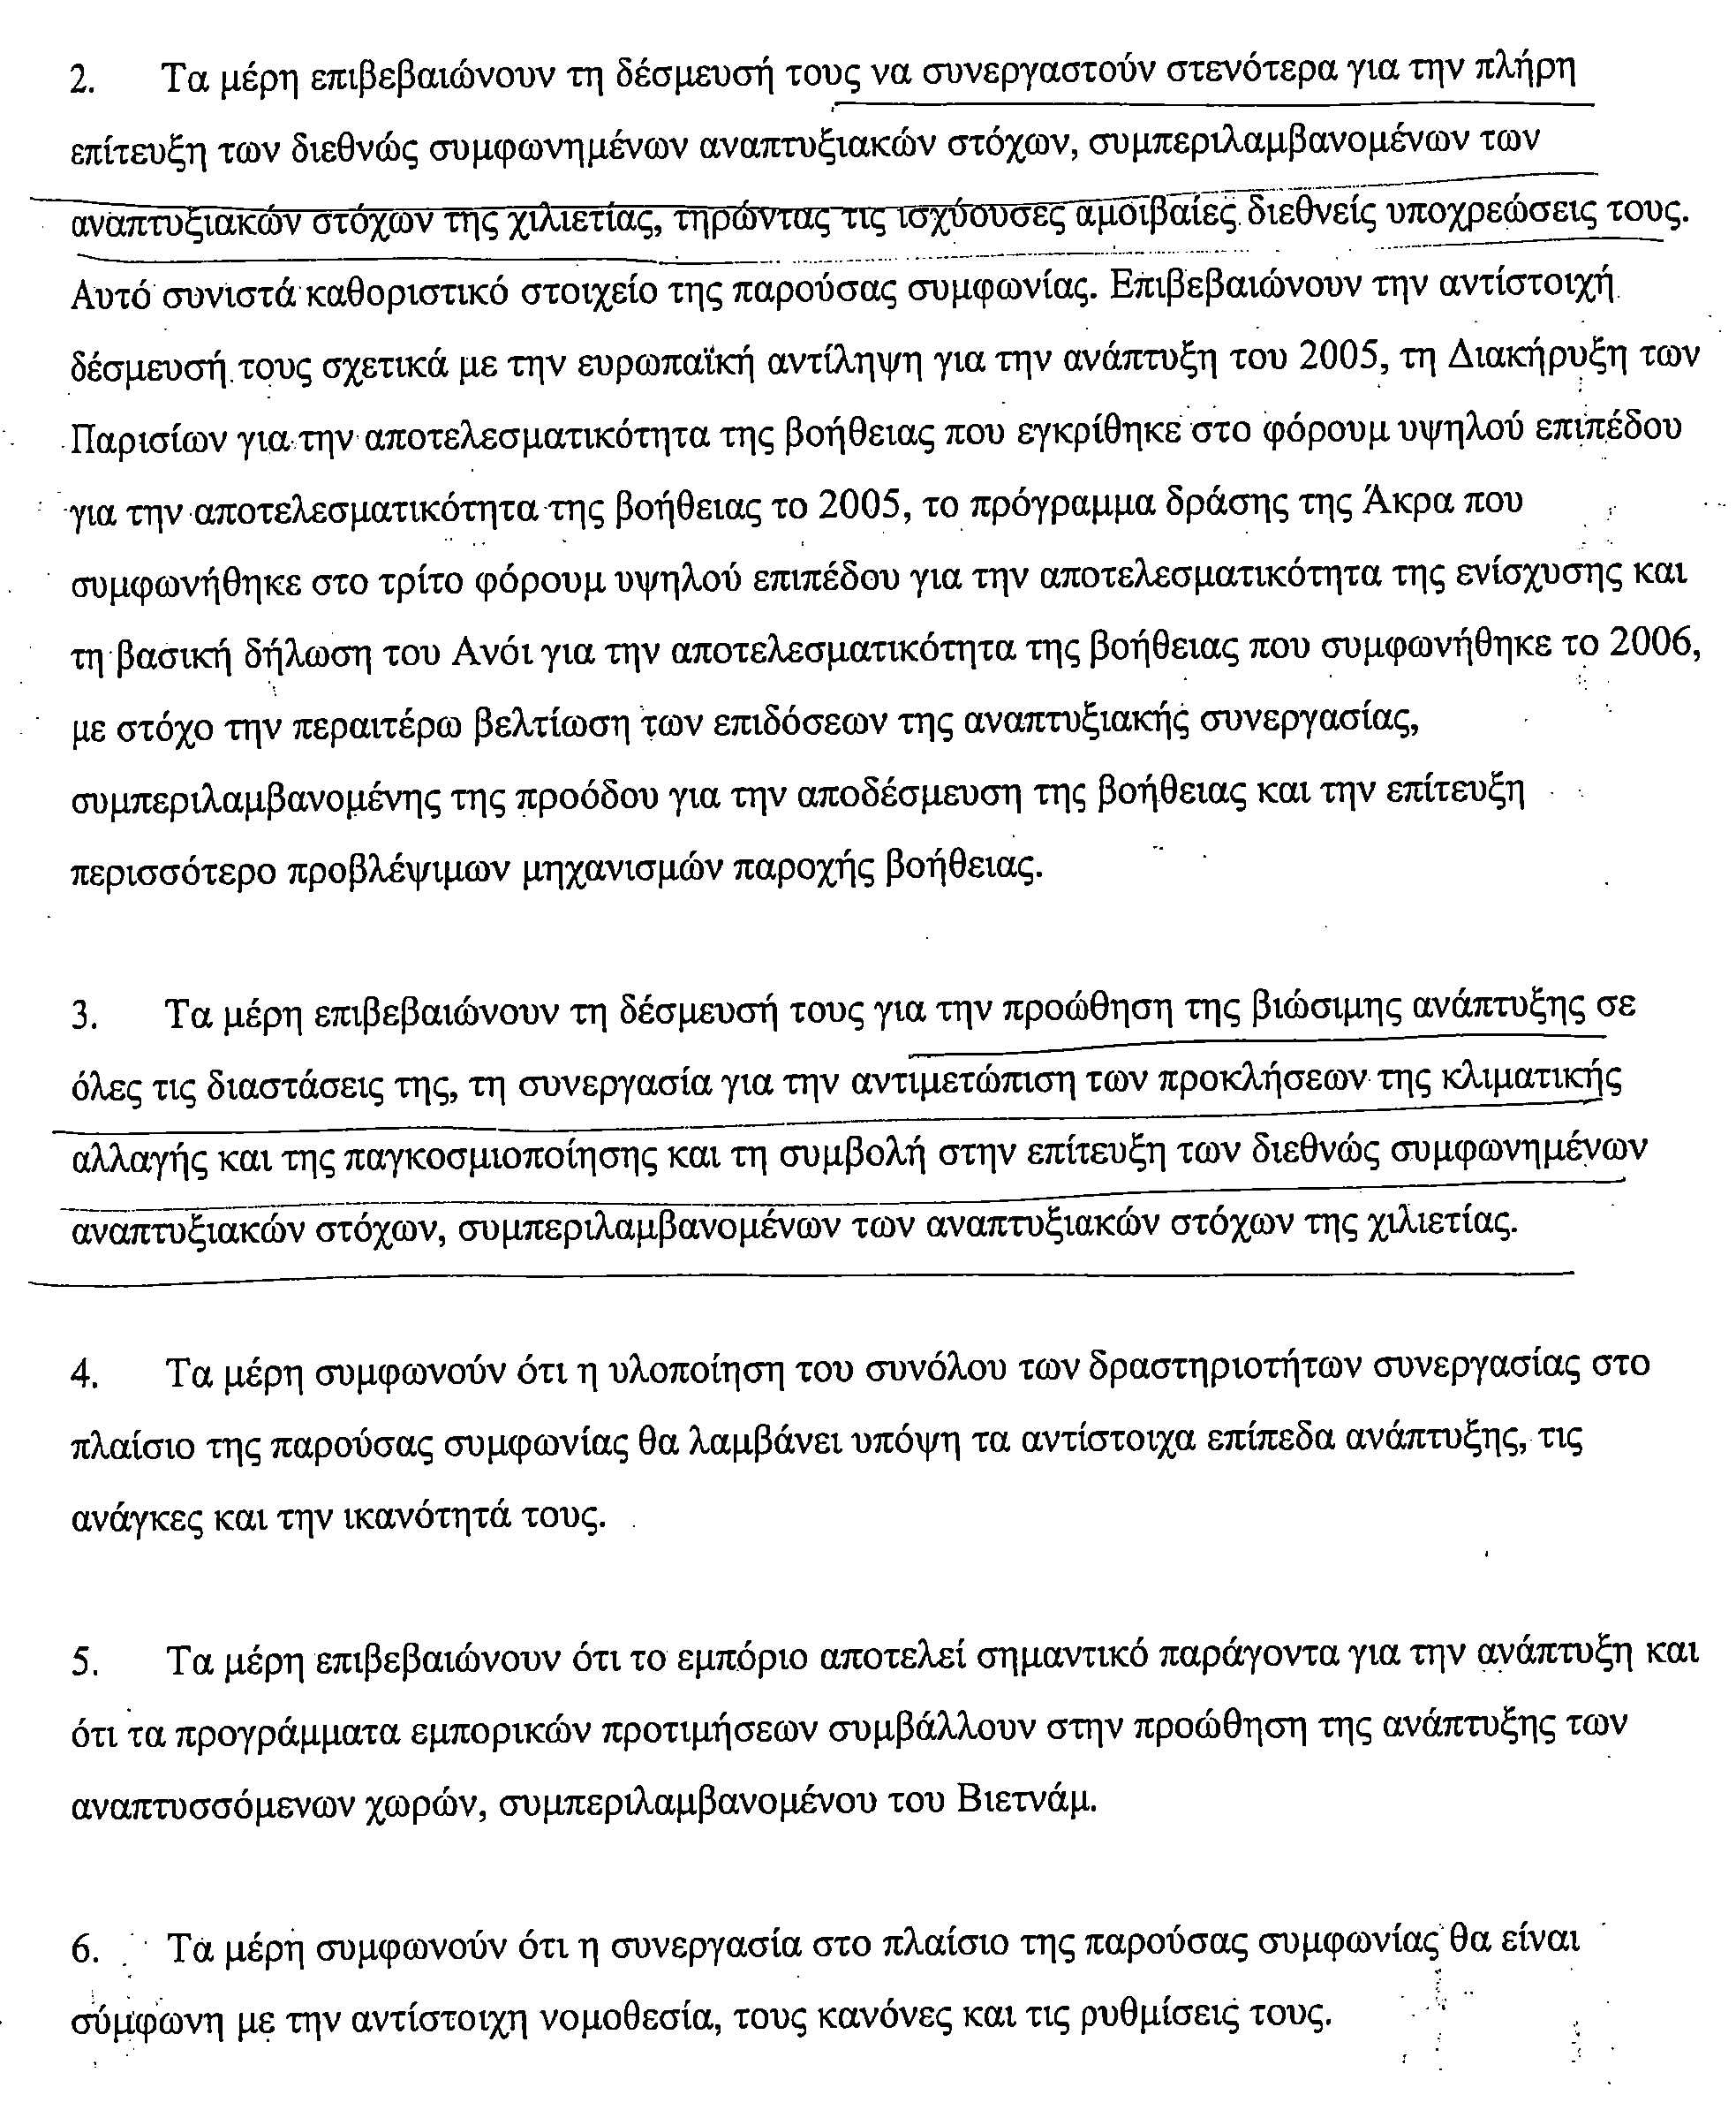 2. Τα μέρη επιβεβαιώνουν τη δέσμευσή τους να συνεργαστούν στενότερα για την πλήρη
επίτευξη των διεθνώς συμφωνημένων αναπτυξιακών στόχων, συμπεριλαμβανομένων των
αναπτυξιακών στόχων της χιλιετίας, τηρώντας τις ισχύουσες αμοιβαίες διεθνείς υποχρεώσεις τους.
Αυτό συνιστά καθοριστικό στοιχείο της παρούσας συμφωνίας. Επιβεβαιώνουν την αντίστοιχή
δέσμευσή τους σχετικά με την ευρωπαϊκή αντίληψη για την ανάπτυξη του 2005, τη Διακήρυξη των
Παρισίων για την αποτελεσματικότητα της βοήθειας που εγκρίθηκε στο φόρουμ υψηλού επιπέδου
για την αποτελεσματικότητα της βοήθειας το 2005, το πρόγραμμα δράσης της Άκρα που
συμφωνήθηκε στο τρίτο φόρουμ υψηλού επιπέδου για την αποτελεσματικότητα της ενίσχυσης και
τη βασική δήλωση του Ανόι για την αποτελεσματικότητα της βοήθειας που συμφωνήθηκε το 2006,
με στόχο την περαιτέρω βελτίωση των επιδόσεων της αναπτυξιακής συνεργασίας,
συμπεριλαμβανομένης της προόδου για την αποδέσμευση της βοήθειας και την επίτευξη
περισσότερο προβλέψιμων μηχανισμών παροχής βοήθειας.
3. Τα μέρη επιβεβαιώνουν τη δέσμευσή τους για την προώθηση της βιώσιμης ανάπτυξης σε
όλες τις διαστάσεις της, τη συνεργασία για την αντιμετώπιση των προκλήσεων της κλιματικής
αλλαγής και της παγκοσμιοποίησης και τη συμβολή στην επίτευξη των διεθνώς συμφωνημένων
αναπτυξιακών στόχων, συμπεριλαμβανομένων των αναπτυξιακών στόχων της χιλιετίας.
4. Τα μέρη συμφωνούν ότι η υλοποίηση του συνόλου των δραστηριοτήτων συνεργασίας στο
πλαίσιο της παρούσας συμφωνίας θα λαμβάνει υπόψη τα αντίστοιχα επίπεδα ανάπτυξης, τις
ανάγκες και την ικανότητά τους.
5. Τα μέρη επιβεβαιώνουν ότι το εμπόριο αποτελεί σημαντικό παράγοντα για την ανάπτυξη και
ότι τα προγράμματα εμπορικών προτιμήσεων συμβάλλουν στην προώθηση της ανάπτυξης των
αναπτυσσόμενων χωρών, συμπεριλαμβανομένου του Βιετνάμ.
6. Τα μέρη συμφωνούν ότι η συνεργασία στο πλαίσιο της παρούσας συμφωνίας θα είναι
σύμφωνη με την αντίστοιχη νομοθεσία, τους κανόνες και τις ρυθμίσεις τους.